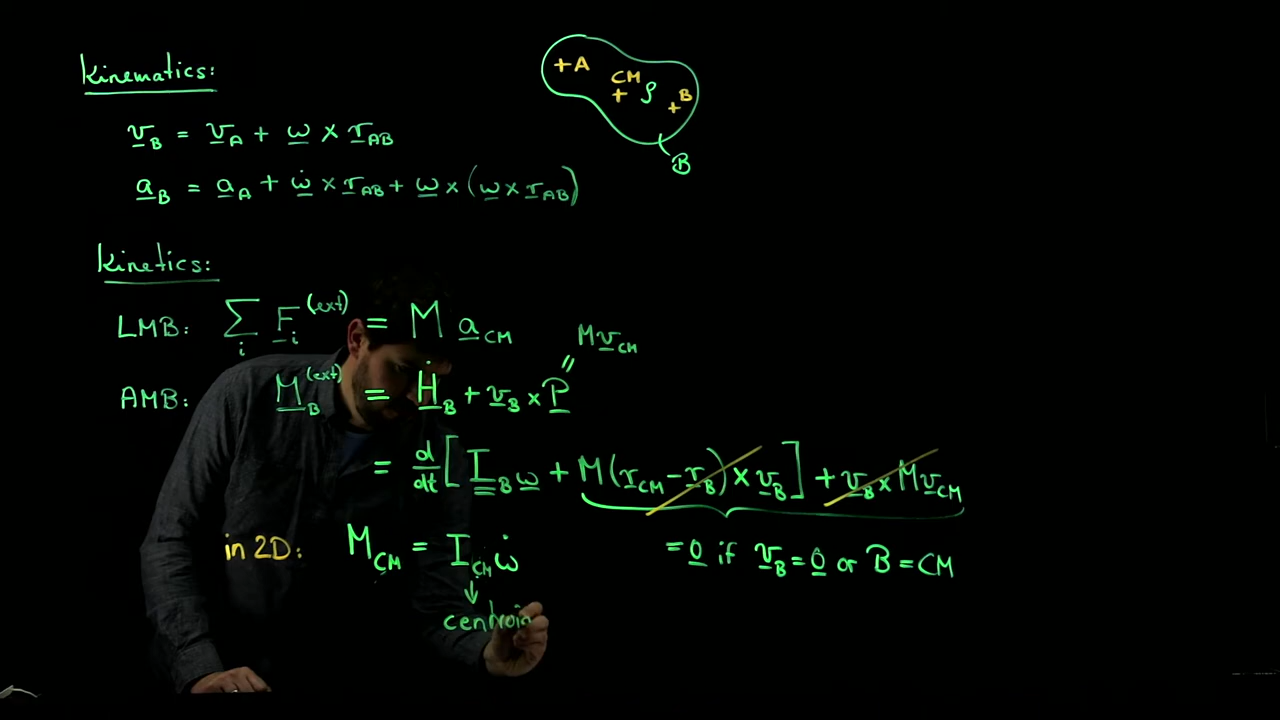 Kinematics:
+A
CM
+ ρ
+B
B
v_B = v_A + ω × r_AB
a_B = a_A + ω̇ × r_AB + ω × (ω × r_AB)
Kinetics:
LMB: Σ_i F_i^(ext) = M a_CM
M v_CM
AMB: M_B^(ext) = Ḣ_B + v_B × P
= d/dt [ I_B ω + M(r_CM - r_B) × v_B ] + v_B × M v_CM
in 2D: M_CM = I_CM ω̇
= 0 if v_B = 0 or B = CM
↓
centroi